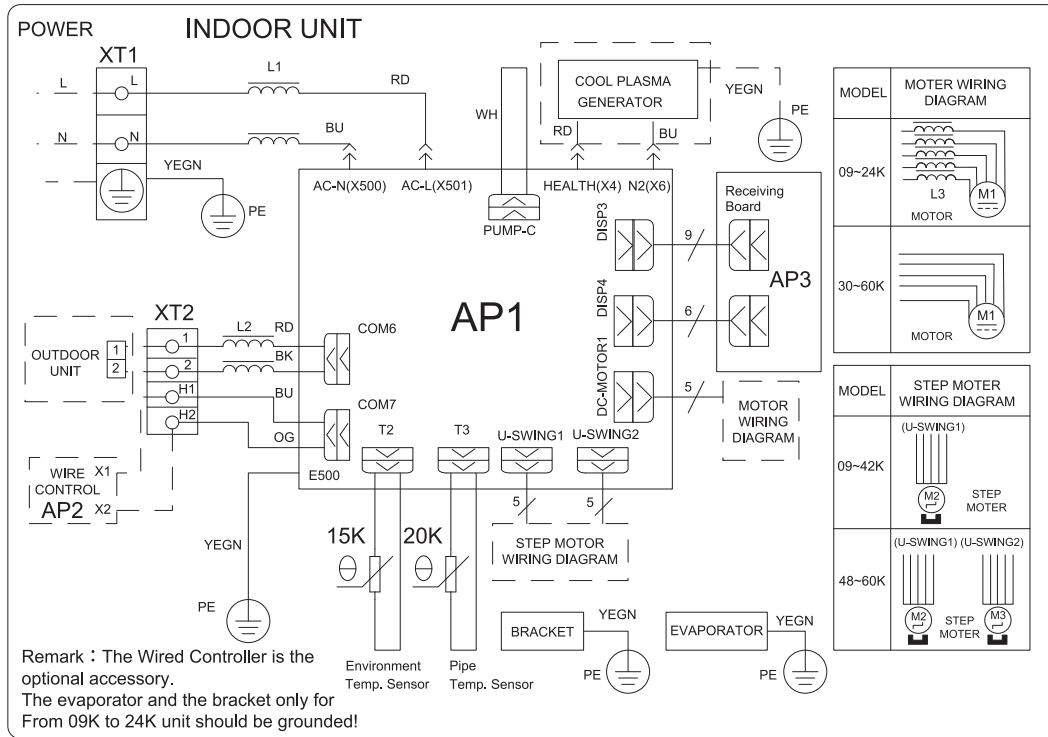 POWER
INDOOR UNIT
XT1
L
L
N
N
L1
RD
BU
YEGN
PE
WH
COOL PLASMA
GENERATOR
YEGN
PE
RD
BU
AC-N(X500)
AC-L(X501)
PUMP-C
HEALTH(X4)
N2(X6)
DISP3
DISP4
DC-MOTOR1
9
6
5
Receiving
Board
AP3
AP1
MOTOR
WIRING
DIAGRAM
XT2
OUTDOOR
UNIT
1
2
1
2
H1
H2
L2
RD
BK
BU
OG
COM6
COM7
E500
WIRE
CONTROL
AP2
X1
X2
YEGN
PE
T2
T3
U-SWING1
U-SWING2
5
5
STEP MOTOR
WIRING DIAGRAM
15K
20K
Environment
Temp. Sensor
Pipe
Temp. Sensor
BRACKET
YEGN
PE
EVAPORATOR
YEGN
PE
MODEL
MOTER WIRING
DIAGRAM
09~24K
L3
M1
MOTOR
30~60K
M1
MOTOR
MODEL
STEP MOTER
WIRING DIAGRAM
09~42K
(U-SWING1)
M2
STEP
MOTER
48~60K
(U-SWING1) (U-SWING2)
M2
STEP
MOTER
M3
Remark：The Wired Controller is the
optional accessory.
The evaporator and the bracket only for
From 09K to 24K unit should be grounded!